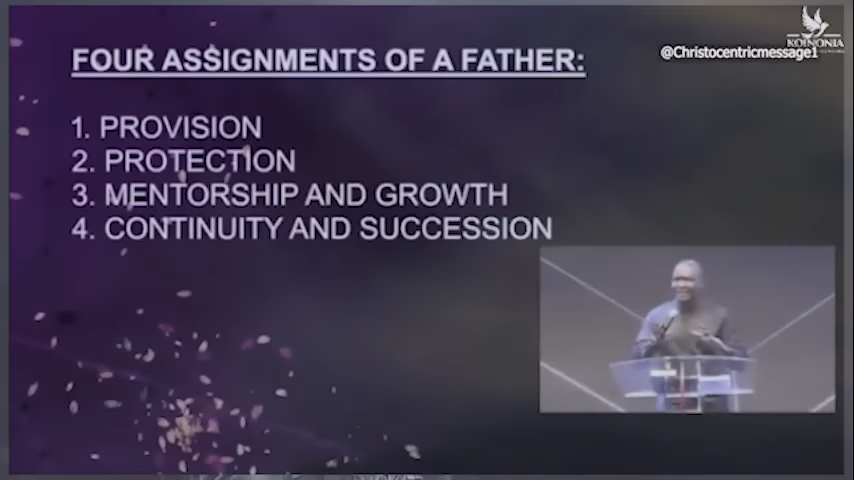 FOUR ASSIGNMENTS OF A FATHER:
@Christocentricmessage1
KOINONIA
1. PROVISION
2. PROTECTION
3. MENTORSHIP AND GROWTH
4. CONTINUITY AND SUCCESSION